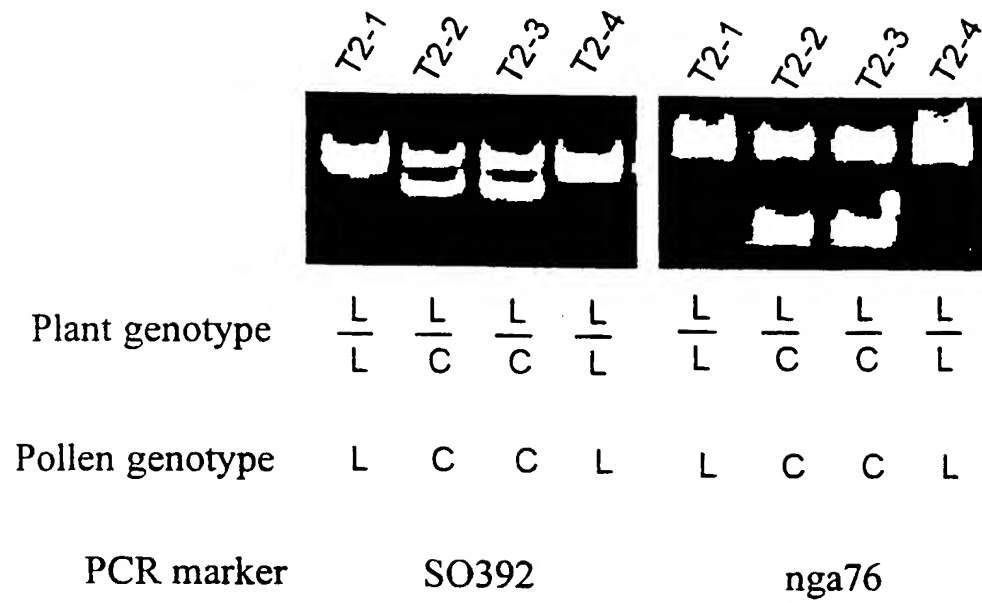 T2-1 T2-2 T2-3 T2-4 T2-1 T2-2 T2-3 T2-4
L L L L L L L L
Plant genotype
L C C L L C C L
Pollen genotype L C C L L C C L
PCR marker SO392 nga76